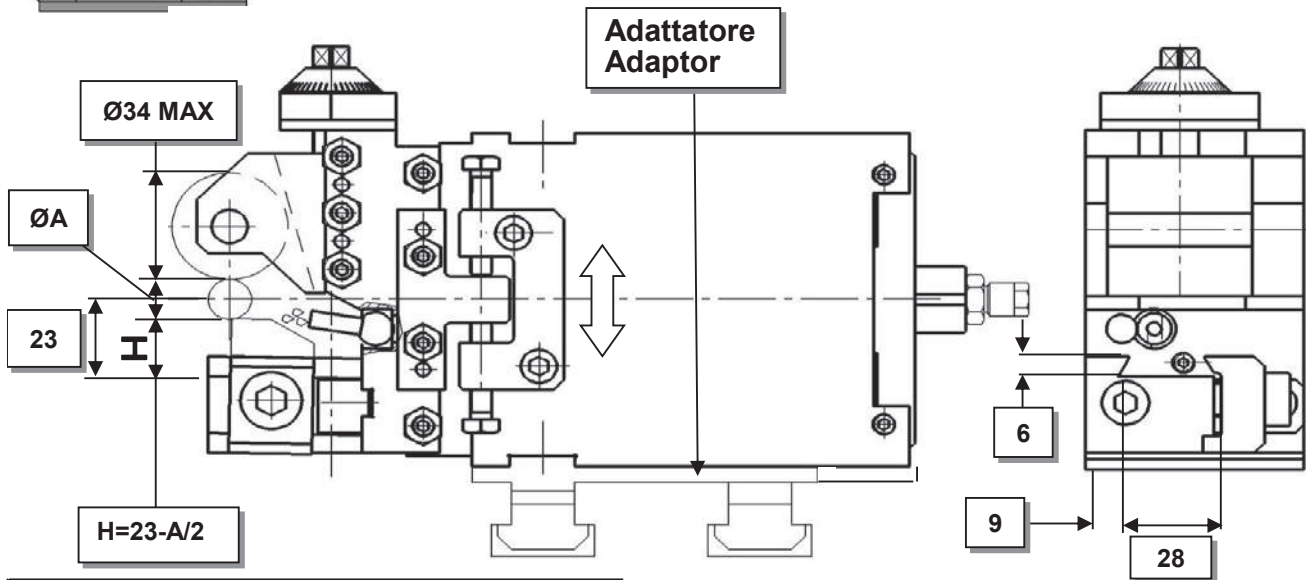 Adattatore
Adaptor
Ø34 MAX
ØA
23
H
H=23-A/2
6
9
28